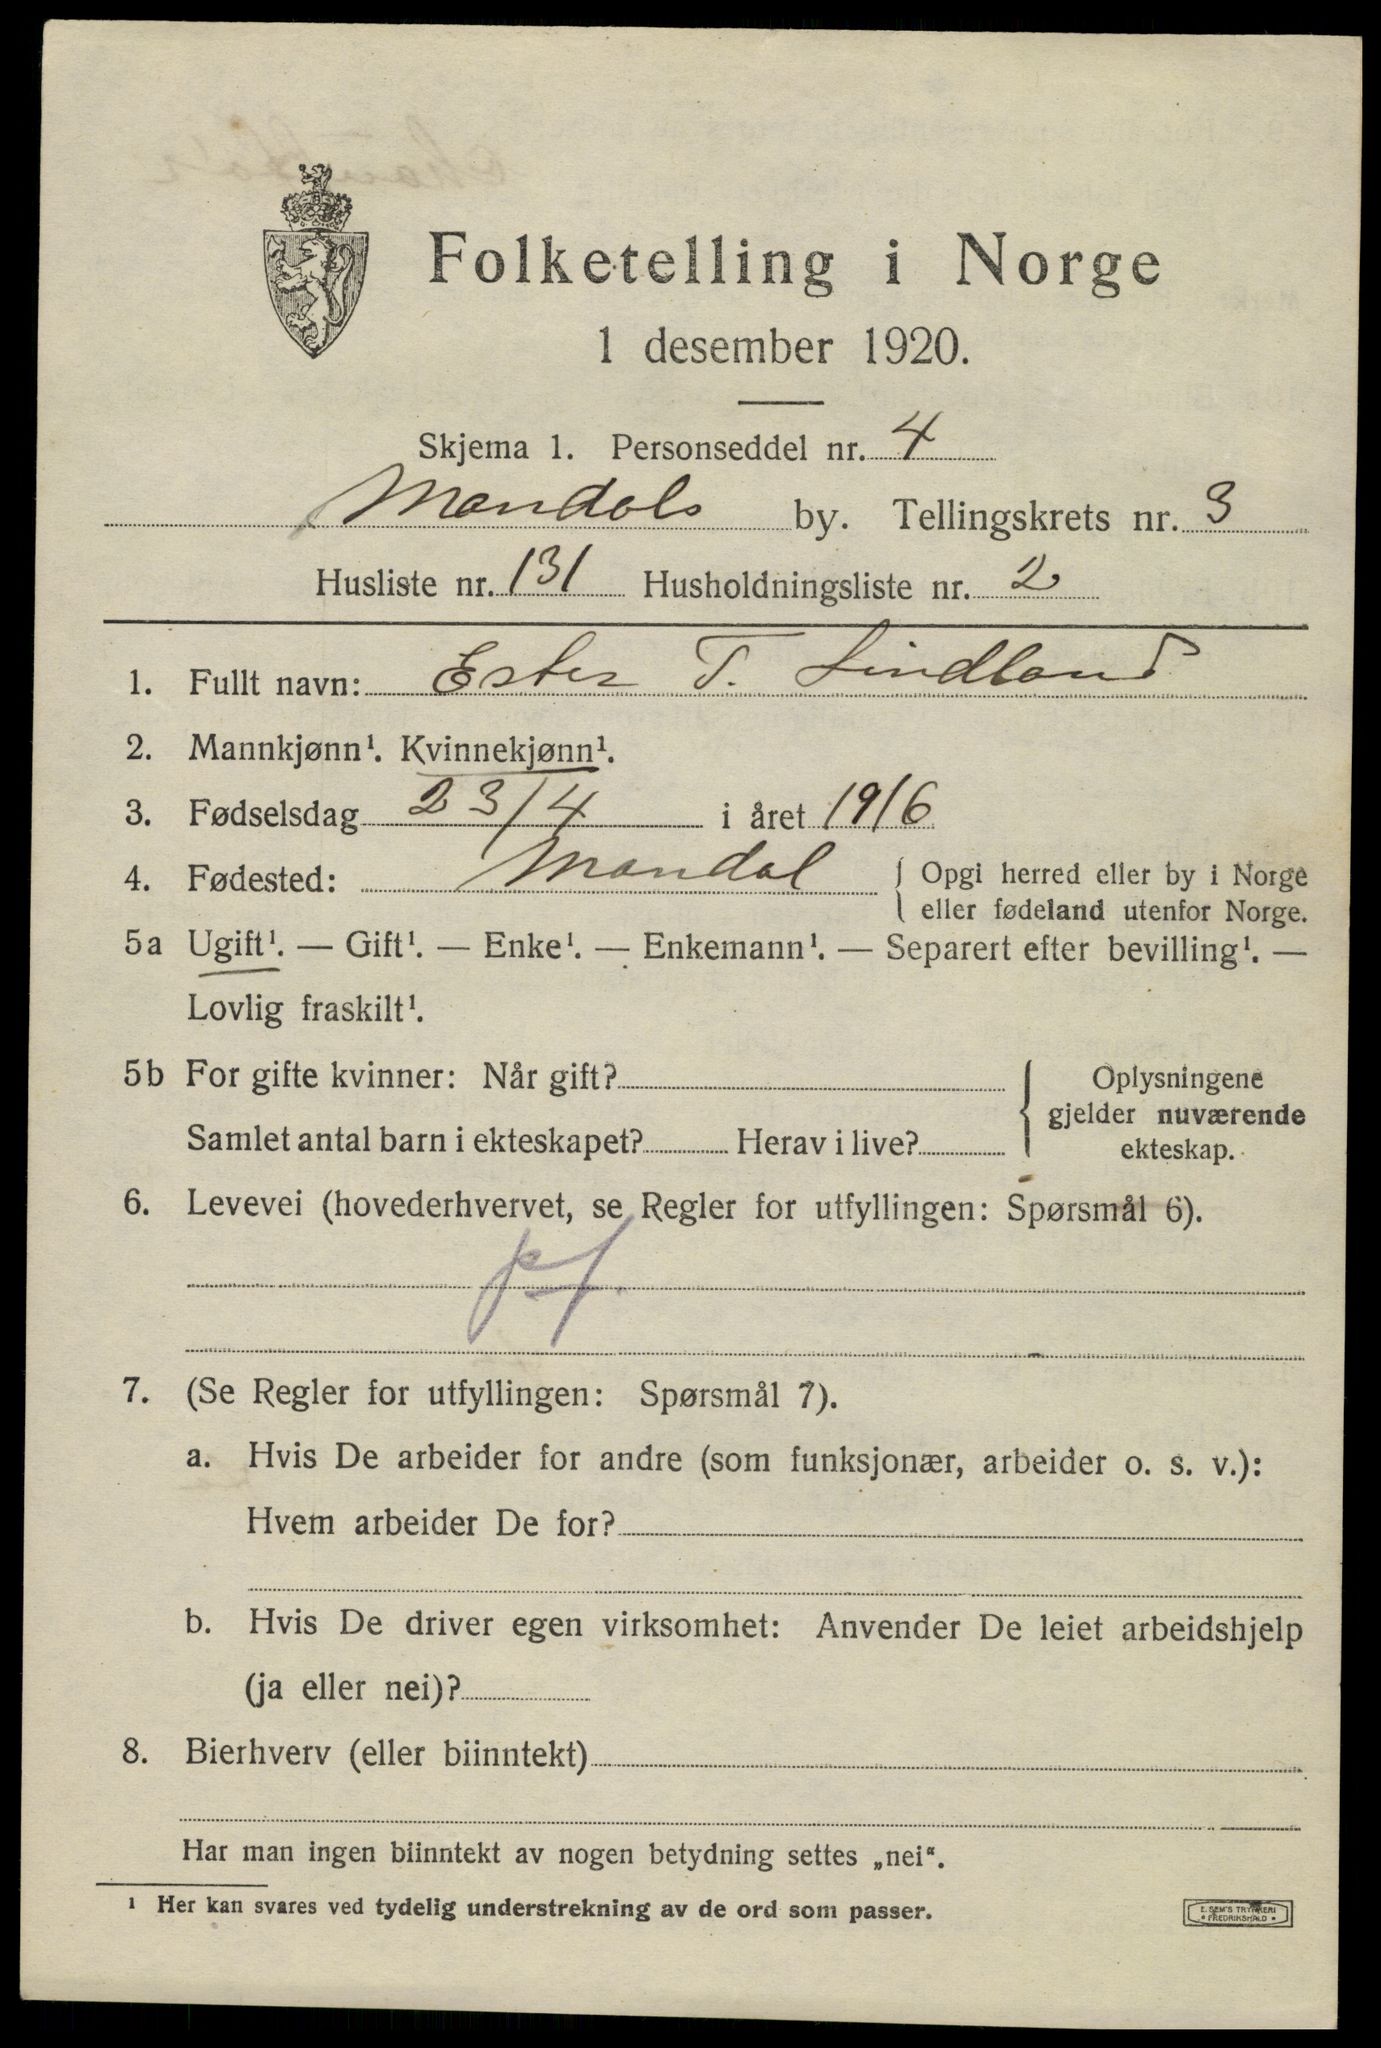 Folketelling i Norge
1 desember 1920.
Skjema 1. Personseddel nr. 4
Mandals by. Tellingskrets nr. 3
Husliste nr. 131 Husholdningsliste nr. 2
1. Fullt navn: Ester T. Lindland
2. Mannkjønn¹. Kvinnekjønn¹.
3. Fødselsdag 23/4 i året 1916
4. Fødested: Mandal { Opgi herred eller by i Norge
eller fødeland utenfor Norge.
5a Ugift¹. — Gift¹. — Enke¹. — Enkemann¹. — Separert efter bevilling¹. —
Lovlig fraskilt¹.
5b For gifte kvinner: Når gift? { Oplysningene
gjelder nuværende
Samlet antal barn i ekteskapet? Herav i live? ekteskap.
6. Levevei (hovederhvervet, se Regler for utfyllingen: Spørsmål 6).
pf.
7. (Se Regler for utfyllingen: Spørsmål 7).
a. Hvis De arbeider for andre (som funksjonær, arbeider o. s. v.):
Hvem arbeider De for?
b. Hvis De driver egen virksomhet: Anvender De leiet arbeidshjelp
(ja eller nei)?
8. Bierhverv (eller biinntekt)
Har man ingen biinntekt av nogen betydning settes „nei“.
¹ Her kan svares ved tydelig understrekning av de ord som passer.
E. SEM'S TRYKKERI
FREDRIKSHALD